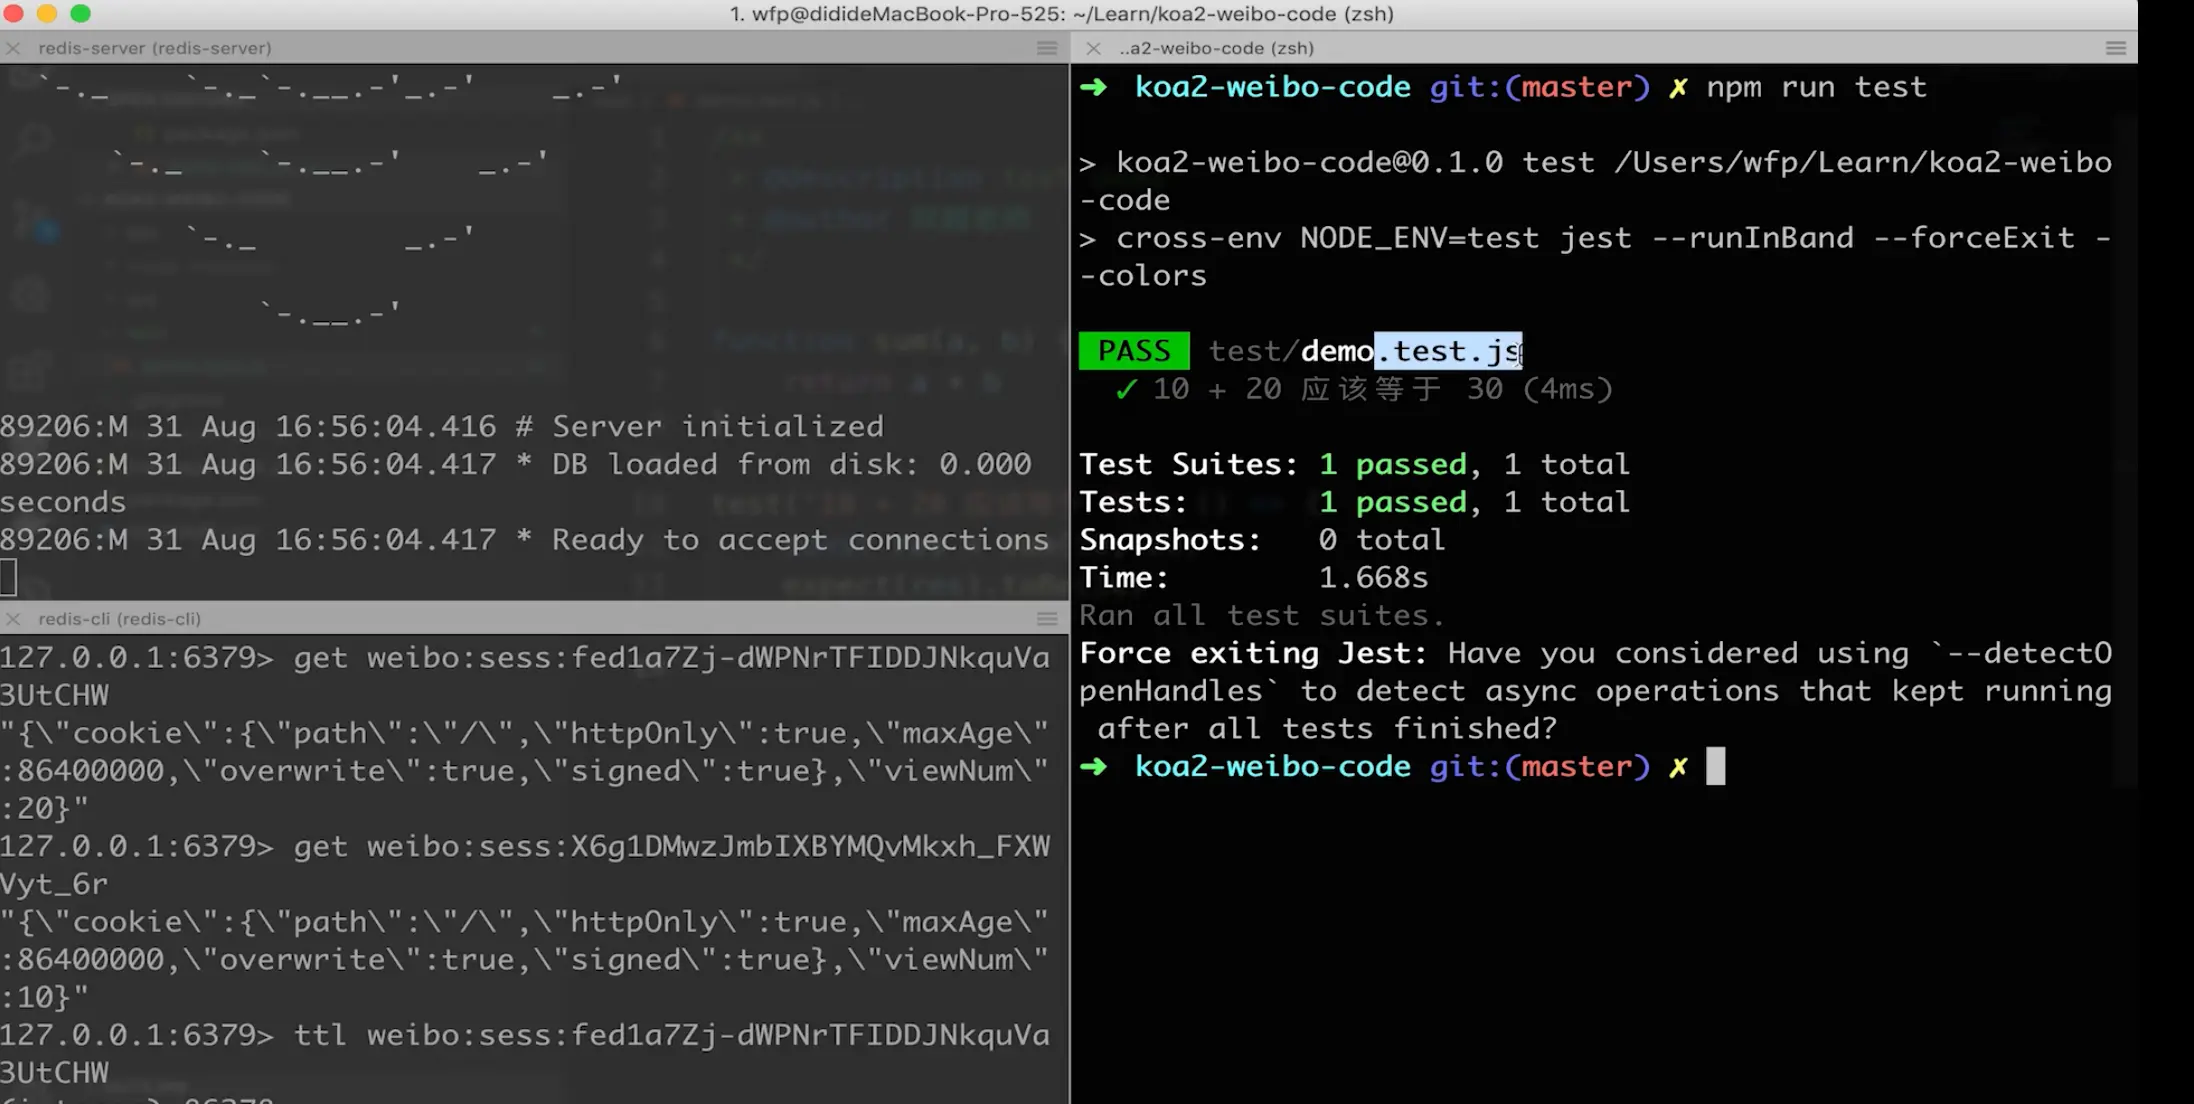 1. wfp@didideMacBook-Pro-525: ~/Learn/koa2-weibo-code (zsh)
redis-server (redis-server)
89206:M 31 Aug 16:56:04.416 # Server initialized
89206:M 31 Aug 16:56:04.417 * DB loaded from disk: 0.000
seconds
89206:M 31 Aug 16:56:04.417 * Ready to accept connections
redis-cli (redis-cli)
127.0.0.1:6379> get weibo:sess:fed1a7Zj-dWPNrTFIDDJNkquVa
3UtCHW
"{\"cookie\":{\"path\":\"/\",\"httpOnly\":true,\"maxAge\"
:86400000,\"overwrite\":true,\"signed\":true},\"viewNum\"
:20}"
127.0.0.1:6379> get weibo:sess:X6g1DMwzJmbIXBYMQvMkxh_FXW
Vyt_6r
"{\"cookie\":{\"path\":\"/\",\"httpOnly\":true,\"maxAge\"
:86400000,\"overwrite\":true,\"signed\":true},\"viewNum\"
:10}"
127.0.0.1:6379> ttl weibo:sess:fed1a7Zj-dWPNrTFIDDJNkquVa
3UtCHW
..a2-weibo-code (zsh)
➜ koa2-weibo-code git:(master) ✗ npm run test
> koa2-weibo-code@0.1.0 test /Users/wfp/Learn/koa2-weibo
-code
> cross-env NODE_ENV=test jest --runInBand --forceExit -
-colors
PASS test/demo.test.js
✓ 10 + 20 应该等于 30 (4ms)
Test Suites: 1 passed, 1 total
Tests: 1 passed, 1 total
Snapshots: 0 total
Time: 1.668s
Ran all test suites.
Force exiting Jest: Have you considered using `--detectO
penHandles` to detect async operations that kept running
after all tests finished?
➜ koa2-weibo-code git:(master) ✗